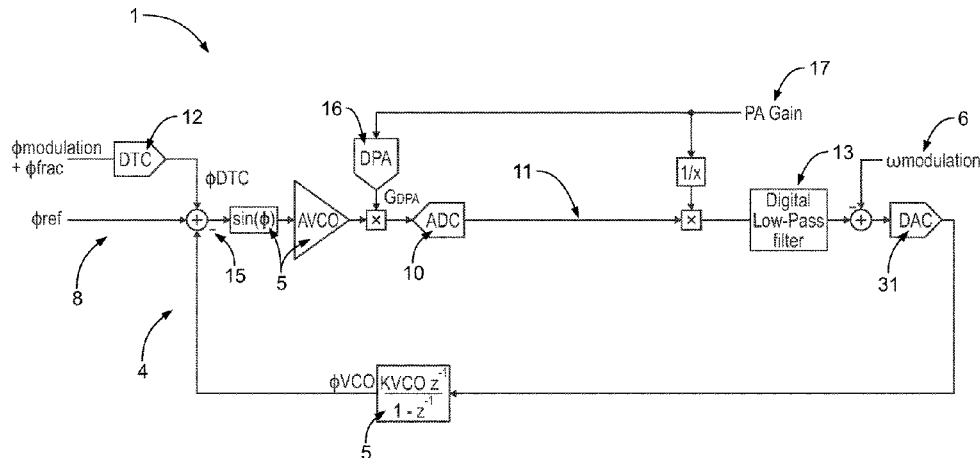 1
17
PA Gain
6
ωmodulation
16
12
ϕmodulation
+ ϕfrac
DTC
ϕDTC
DPA
GDPA
1/x
11
13
ϕref
+
-
sin(ϕ)
AVCO
×
ADC
×
Digital
Low-Pass
filter
-
+
DAC
8
15
5
10
31
4
ϕVCO
KVCO z⁻¹
1 - z⁻¹
5